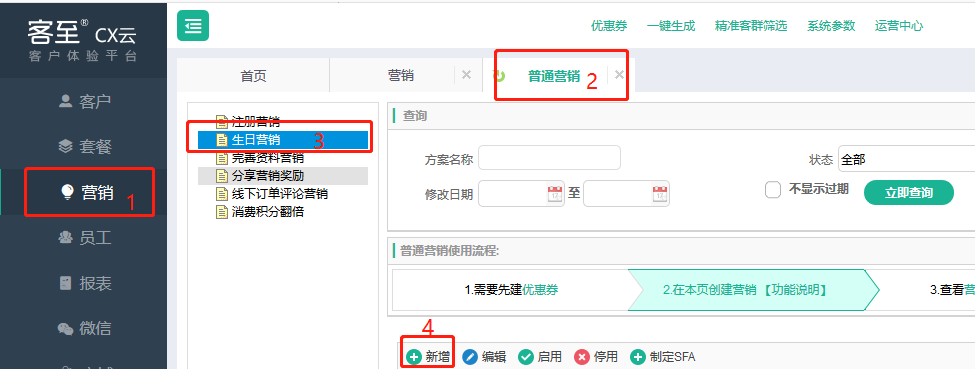 客至® CX云
客户体验平台
优惠券 一键生成 精准客群筛选 系统参数 运营中心
首页 营销 普通营销 2
客户
套餐
营销 1
员工
报表
微信
注册营销
生日营销 3
完善资料营销
分享营销奖励
线下订单评论营销
消费积分翻倍
查询
方案名称 状态 全部
修改日期 至 不显示过期 立即查询
普通营销使用流程:
1.需要先建优惠券 2.在本页创建营销 【功能说明】 3.查看营
4
新增 编辑 启用 停用 制定SFA